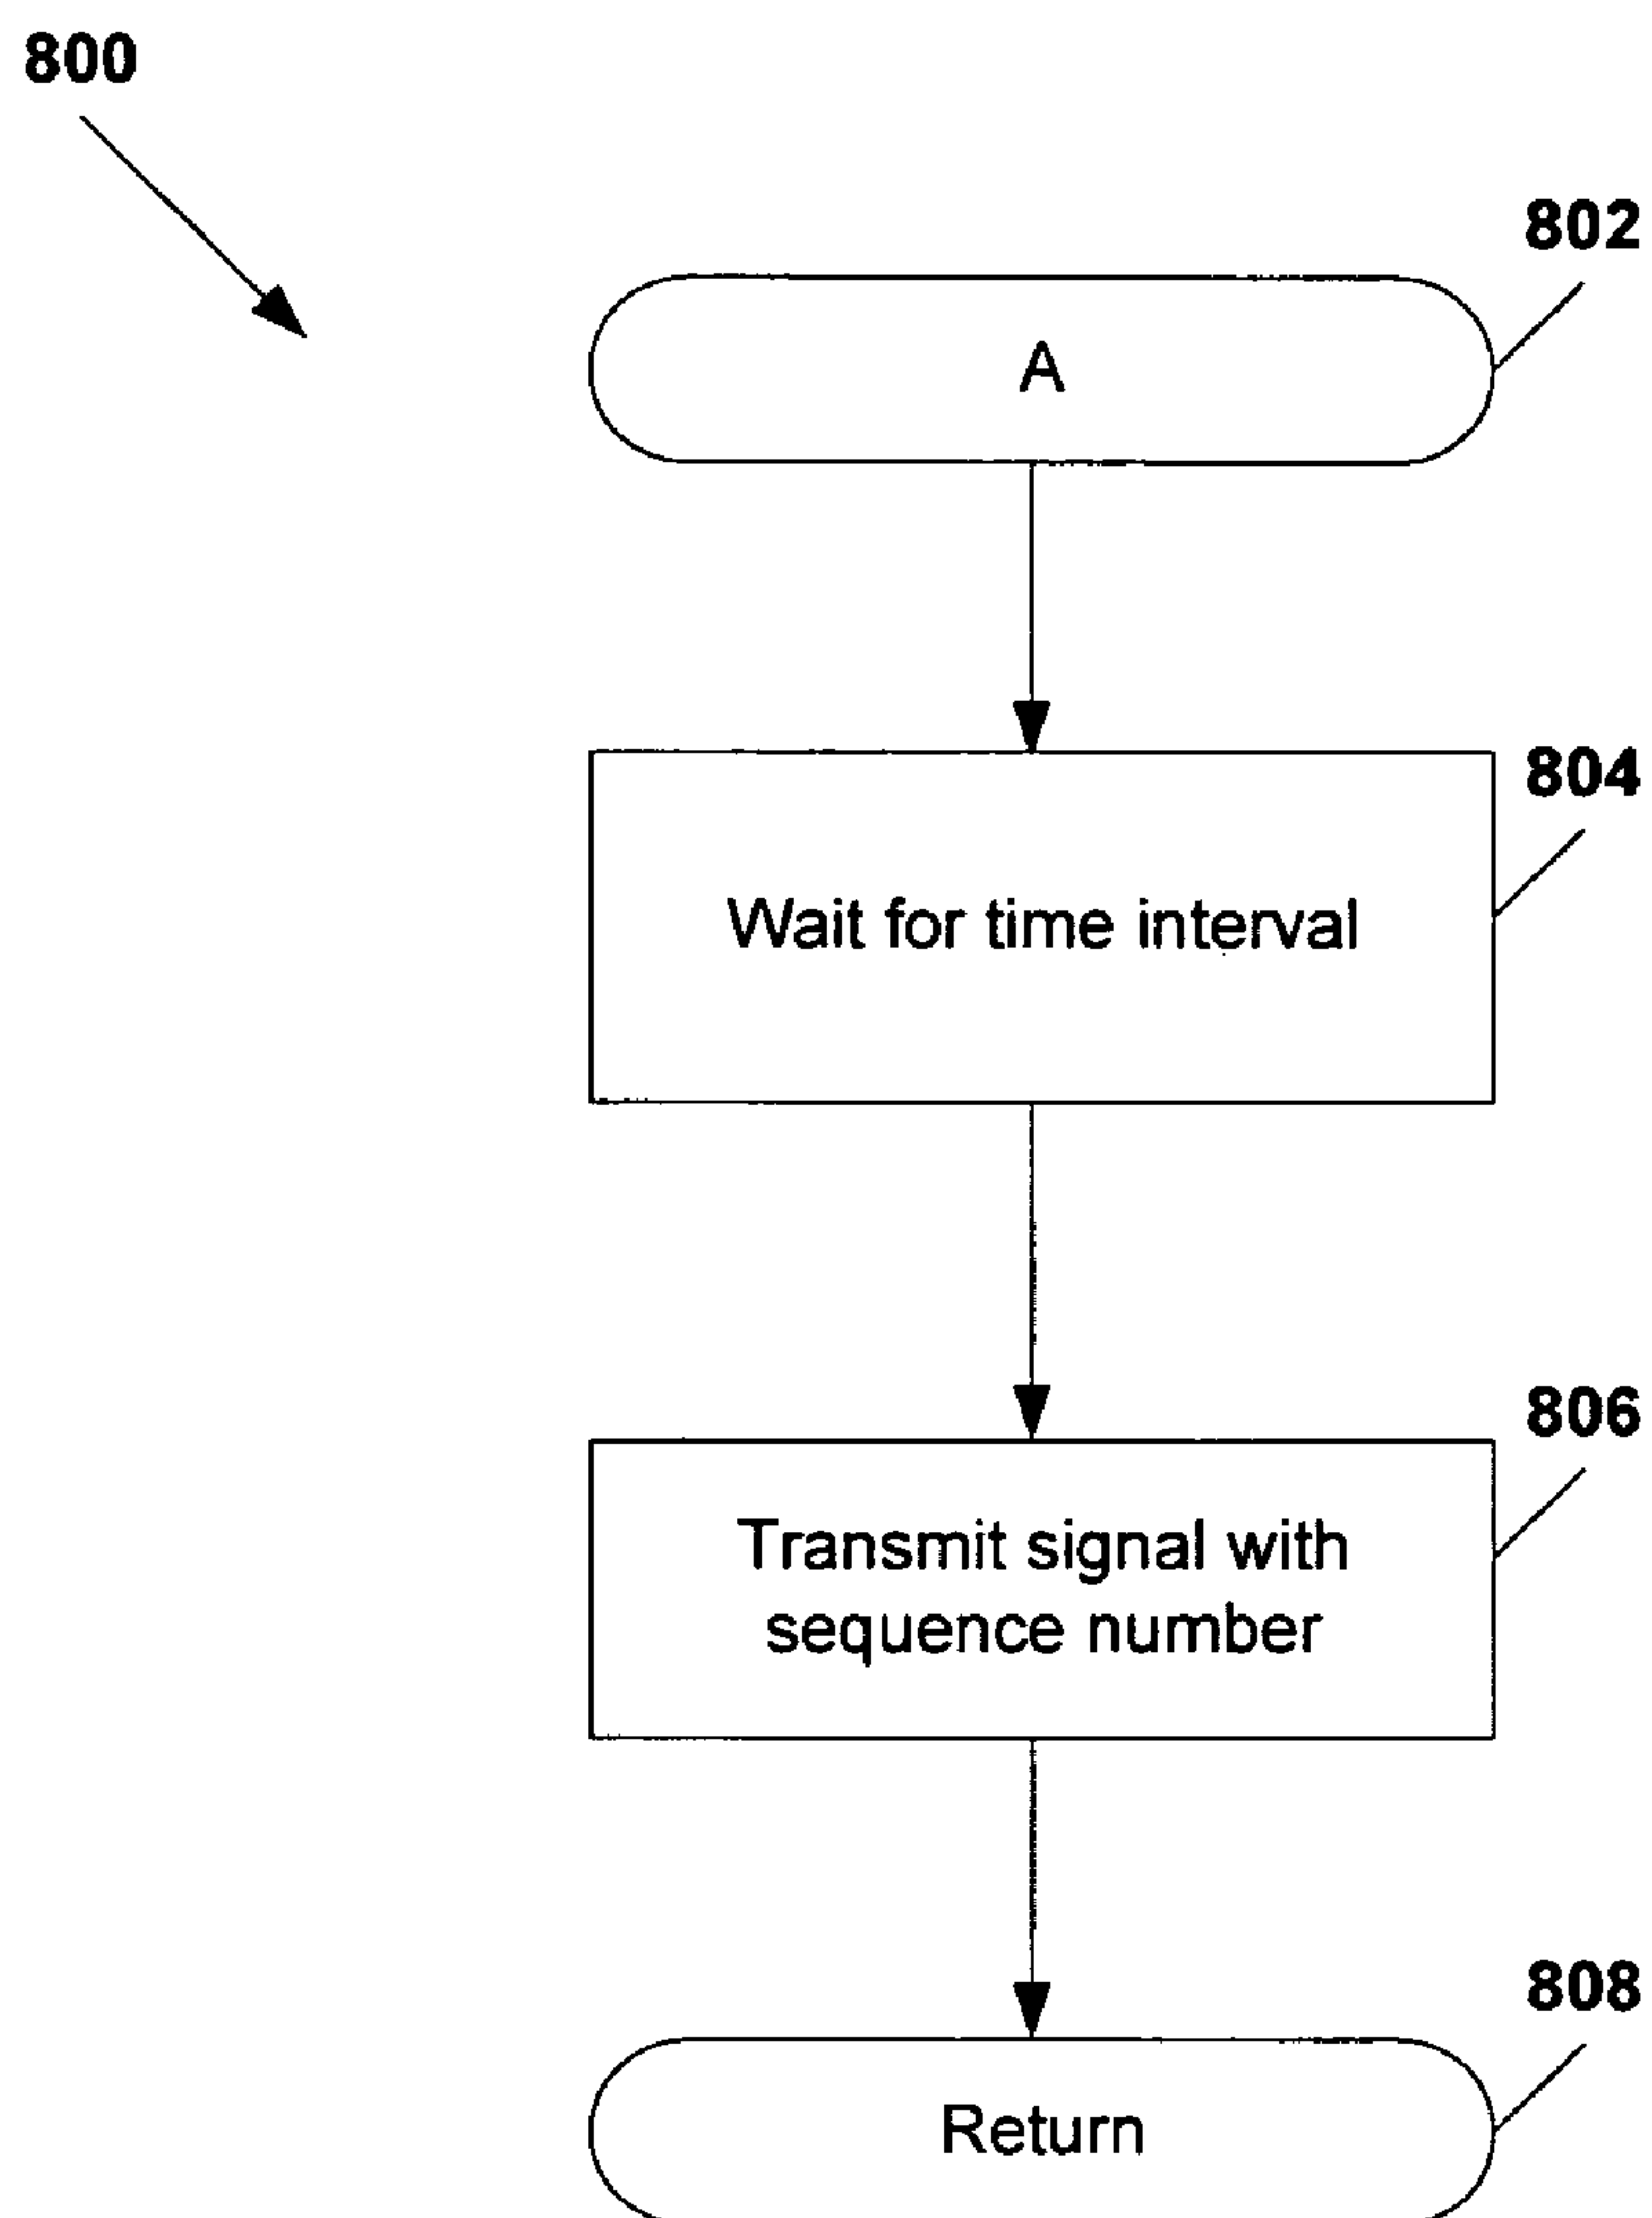 800
802
A
804
Wait for time interval
806
Transmit signal with
sequence number
808
Return